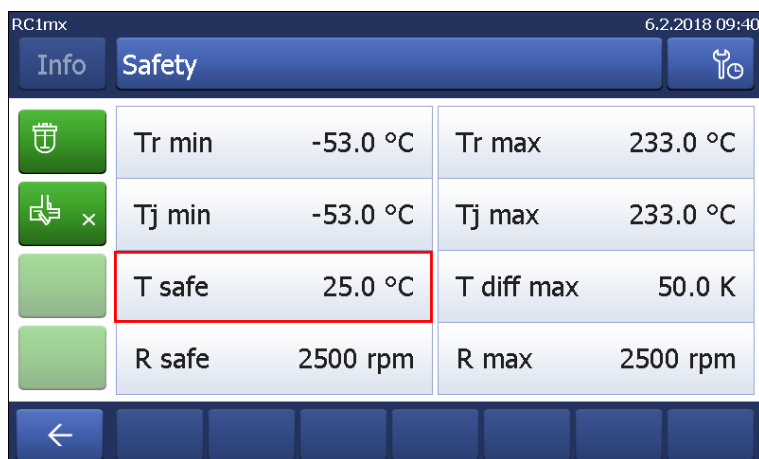 RC1mx 6.2.2018 09:40
Info Safety
Tr min -53.0 °C Tr max 233.0 °C
Tj min -53.0 °C Tj max 233.0 °C
T safe 25.0 °C T diff max 50.0 K
R safe 2500 rpm R max 2500 rpm